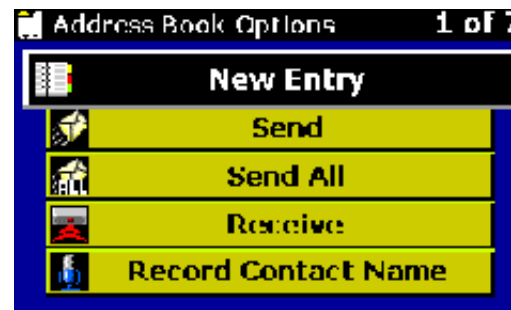 Address Book Options 1 of 7
New Entry
Send
Send All
Receive
Record Contact Name